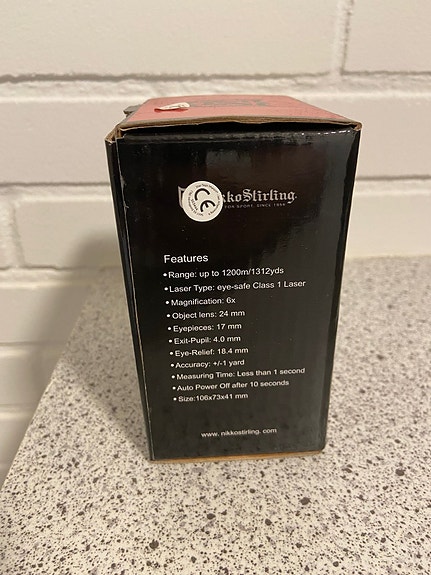 CE
NikkoStirling.
FOR SPORT. SINCE 1956
Features
• Range: up to 1200m/1312yds
• Laser Type: eye-safe Class 1 Laser
• Magnification: 6x
• Object lens: 24 mm
• Eyepieces: 17 mm
• Exit-Pupil: 4.0 mm
• Eye-Relief: 18.4 mm
• Accuracy: +/-1 yard
• Measuring Time: Less than 1 second
• Auto Power Off after 10 seconds
• Size:106x73x41 mm
www. nikkostirling. com